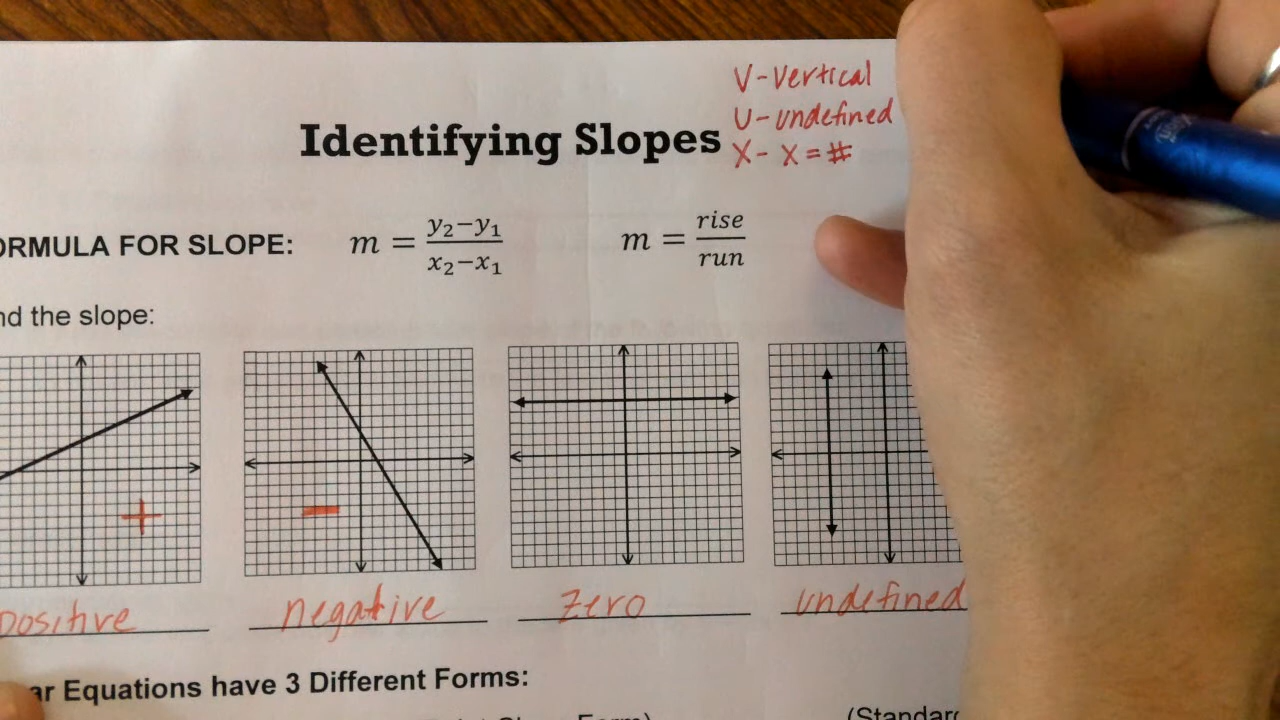 V-Vertical
U-undefined
Identifying Slopes
X- X=#
ORMULA FOR SLOPE: m = y₂−y₁/x₂−x₁ m = rise/run
nd the slope:
+ −
positive negative zero undefined
ar Equations have 3 Different Forms:
(Standard